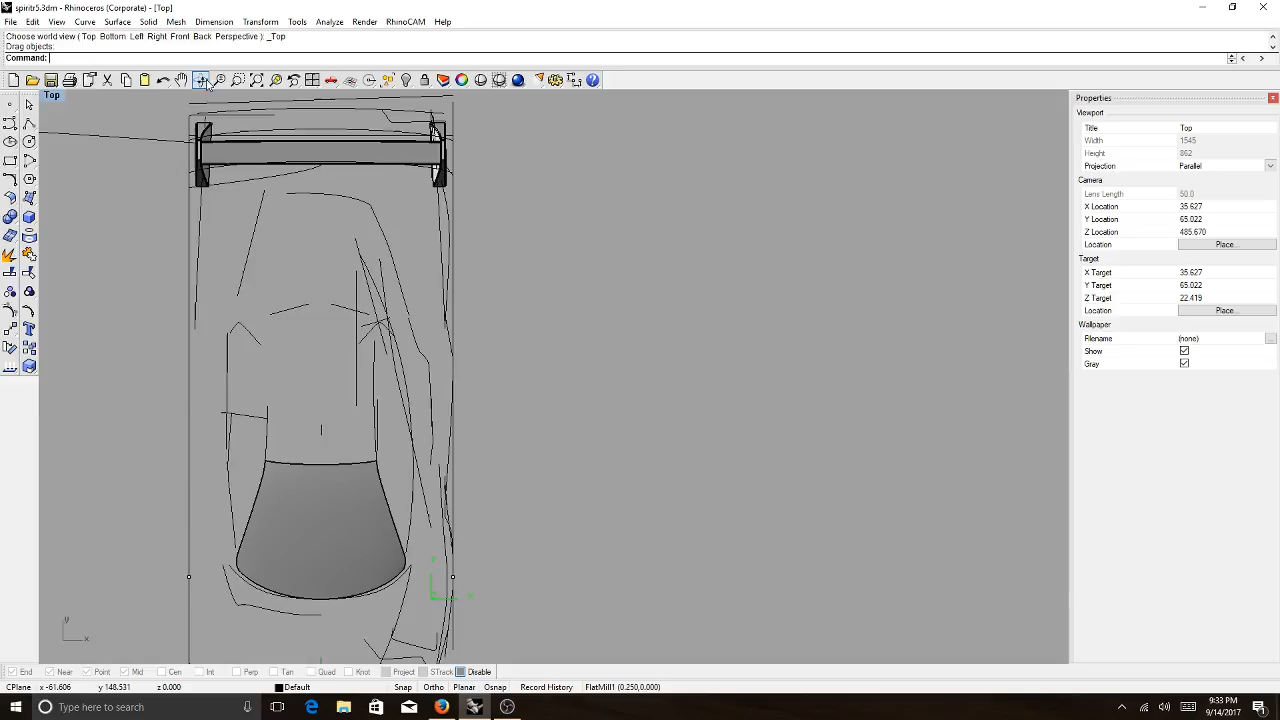 spiritr5.3dm - Rhinoceros (Corporate) - [Top]
File Edit View Curve Surface Solid Mesh Dimension Transform Tools Analyze Render RhinoCAM Help
Choose world view ( Top Bottom Left Right Front Back Perspective ): _Top
Drag objects:
Command:
Top
Properties
Viewport
Title Top
Width 1545
Height 862
Projection Parallel
Camera
Lens Length 50.0
X Location 35.627
Y Location 65.022
Z Location 485.670
Location Place...
Target
X Target 35.627
Y Target 65.022
Z Target 22.419
Location Place...
Wallpaper
Filename (none) ...
Show
Gray
y
x
End Near Point Mid Cen Int Perp Tan Quad Knot Project STrack Disable
CPlane x -61.606 y 148.531 z 0.000 Default Snap Ortho Planar Osnap Record History FlatMill1 (0.250,0.000)
Type here to search
9:33 PM
9/14/2017